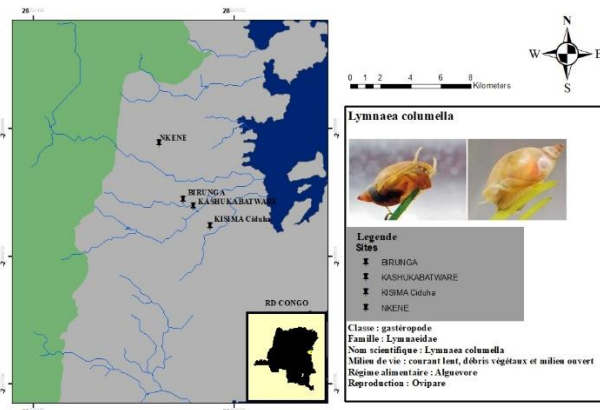 28
28
N
W
E
S
0 1 2 4 6 8
Kilometers
NKENE
BIRUNGA
KASHUKABATWARE
KISIMA Ciduha
RD CONGO
Lymnaea columella
Legende
Sites
BIRUNGA
KASHUKABATWARE
KISIMA Ciduha
NKENE
Classe : gastéropode
Famille : Lymnaeidae
Nom scientifique : Lymnaea columella
Milieu de vie : courant lent, débris végétaux et milieu ouvert
Régime alimentaire : Alguevore
Reproduction : Ovipare